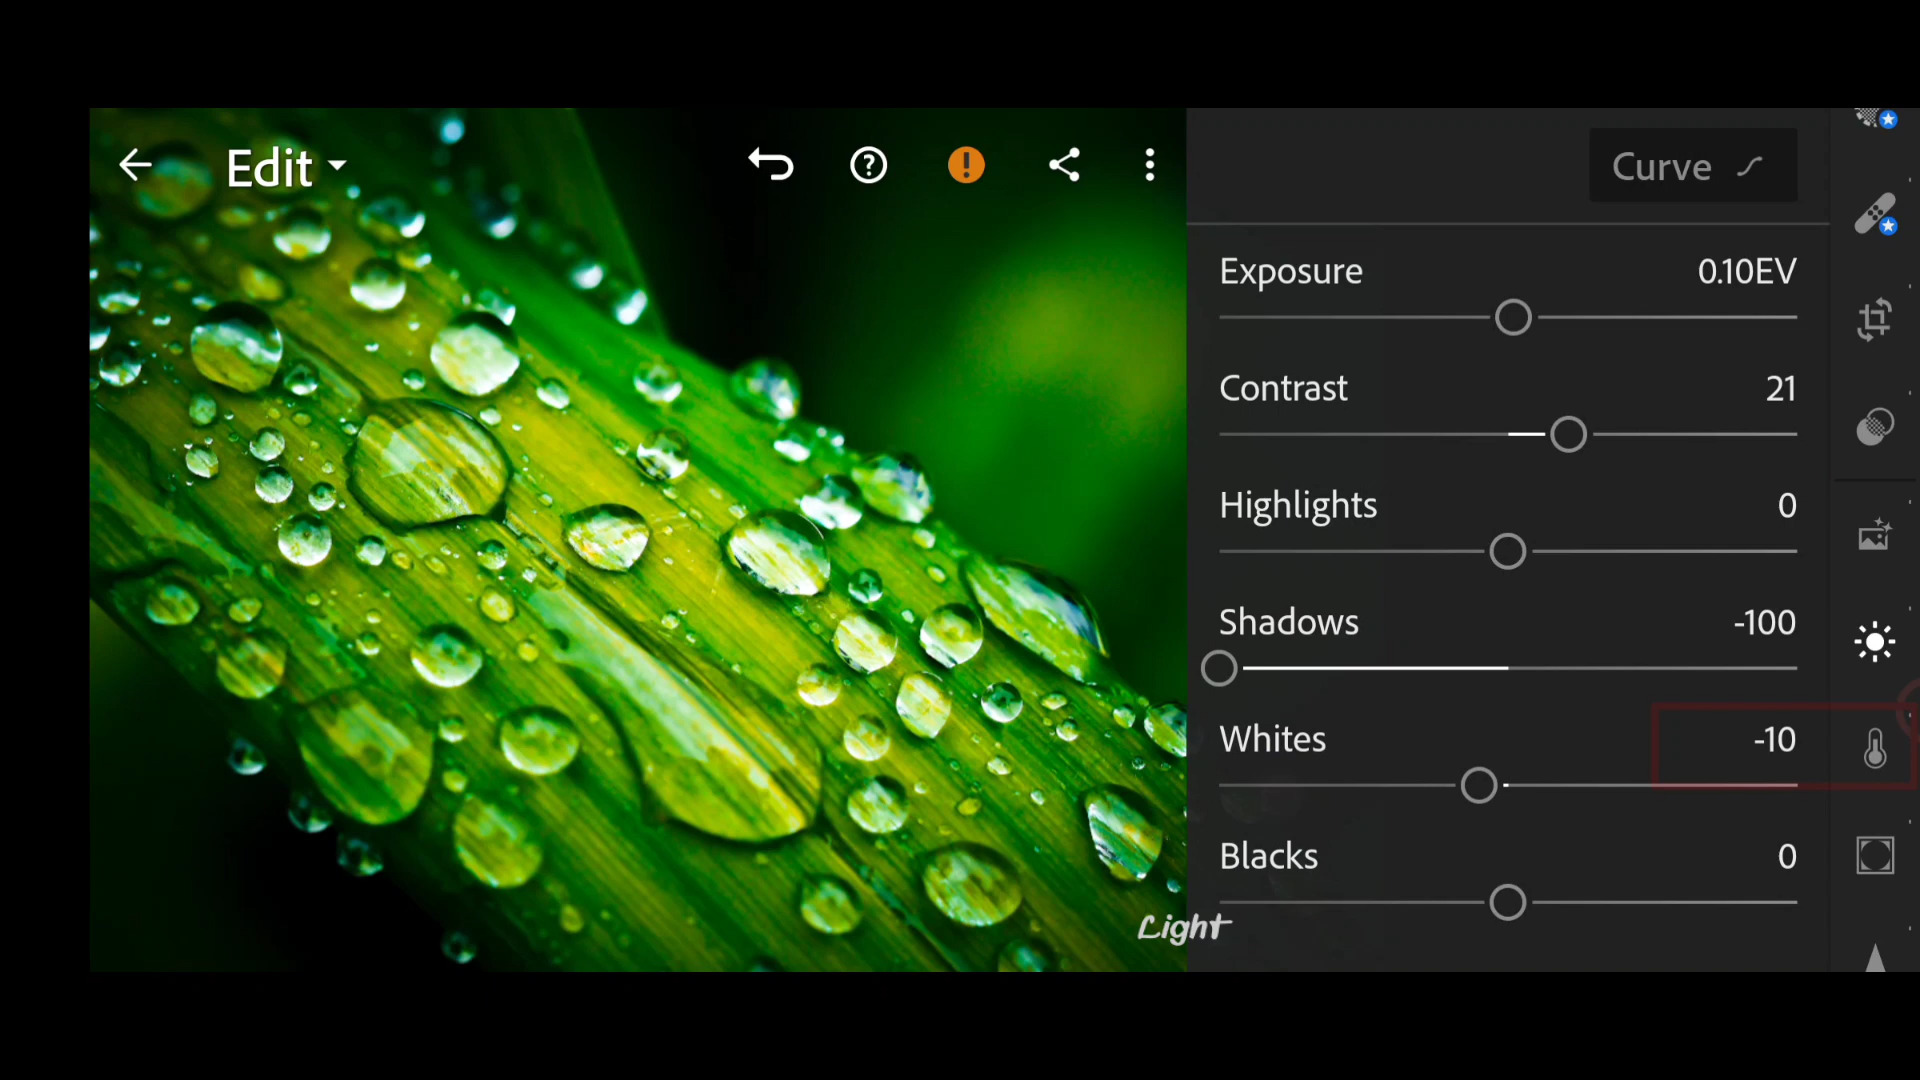 Edit
Curve
Exposure 0.10EV
Contrast 21
Highlights 0
Shadows -100
Whites -10
Blacks 0
Light